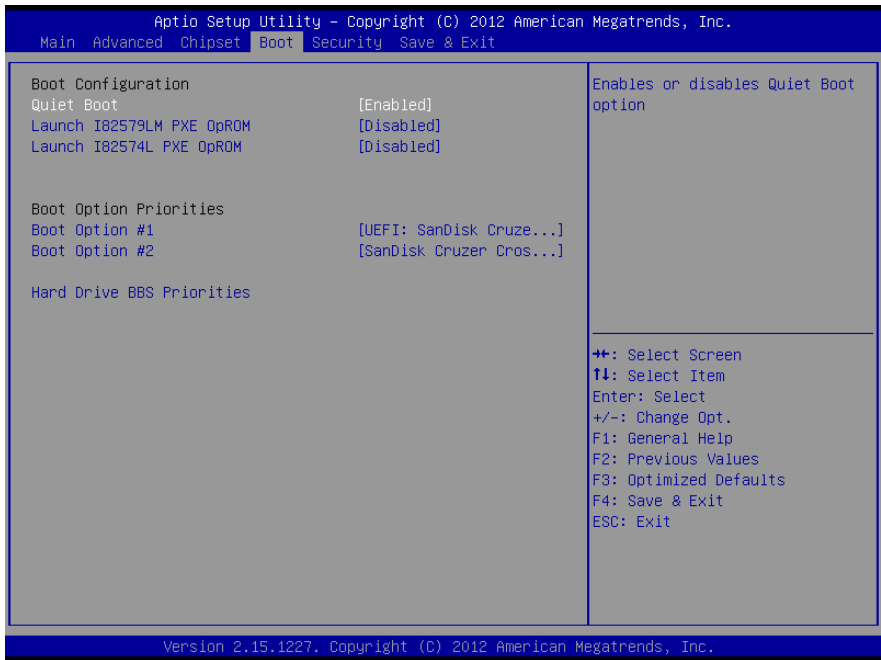 Aptio Setup Utility – Copyright (C) 2012 American Megatrends, Inc.
Main Advanced Chipset Boot Security Save & Exit
Boot Configuration
Quiet Boot [Enabled]
Launch I82579LM PXE OpROM [Disabled]
Launch I82574L PXE OpROM [Disabled]
Boot Option Priorities
Boot Option #1 [UEFI: SanDisk Cruze...]
Boot Option #2 [SanDisk Cruzer Cros...]
Hard Drive BBS Priorities
Enables or disables Quiet Boot
option
→←: Select Screen
↑↓: Select Item
Enter: Select
+/-: Change Opt.
F1: General Help
F2: Previous Values
F3: Optimized Defaults
F4: Save & Exit
ESC: Exit
Version 2.15.1227. Copyright (C) 2012 American Megatrends, Inc.